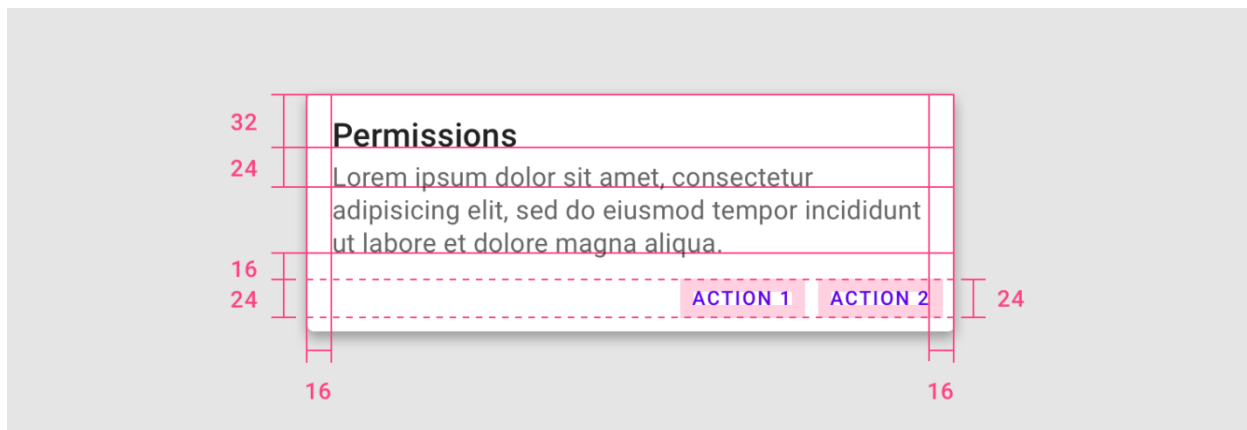 32
Permissions
24
Lorem ipsum dolor sit amet, consectetur
adipisicing elit, sed do eiusmod tempor incididunt
ut labore et dolore magna aliqua.
16
24
ACTION 1
ACTION 2
24
16
16